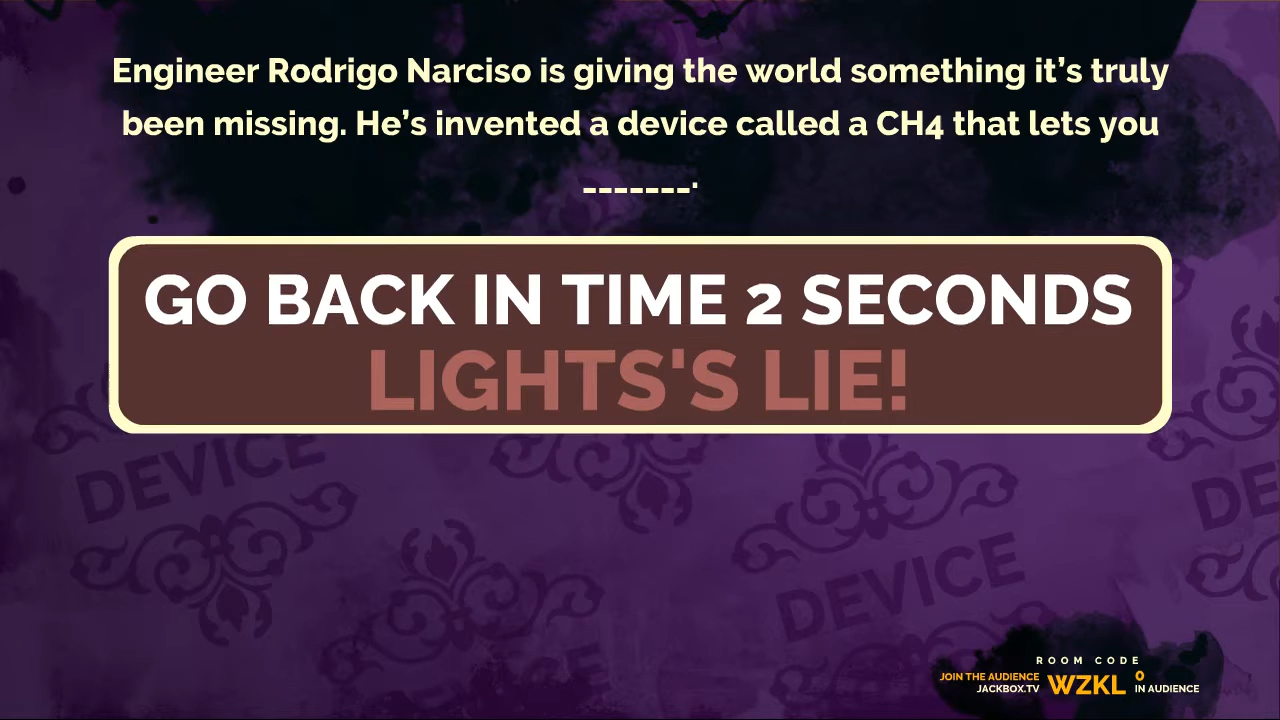 Engineer Rodrigo Narciso is giving the world something it’s truly
been missing. He’s invented a device called a CH4 that lets you
_______.
GO BACK IN TIME 2 SECONDS
LIGHTS'S LIE!
DEVICE
DEVICE
DEVICE
DE
ROOM CODE
JOIN THE AUDIENCE
JACKBOX.TV
WZKL
0
IN AUDIENCE